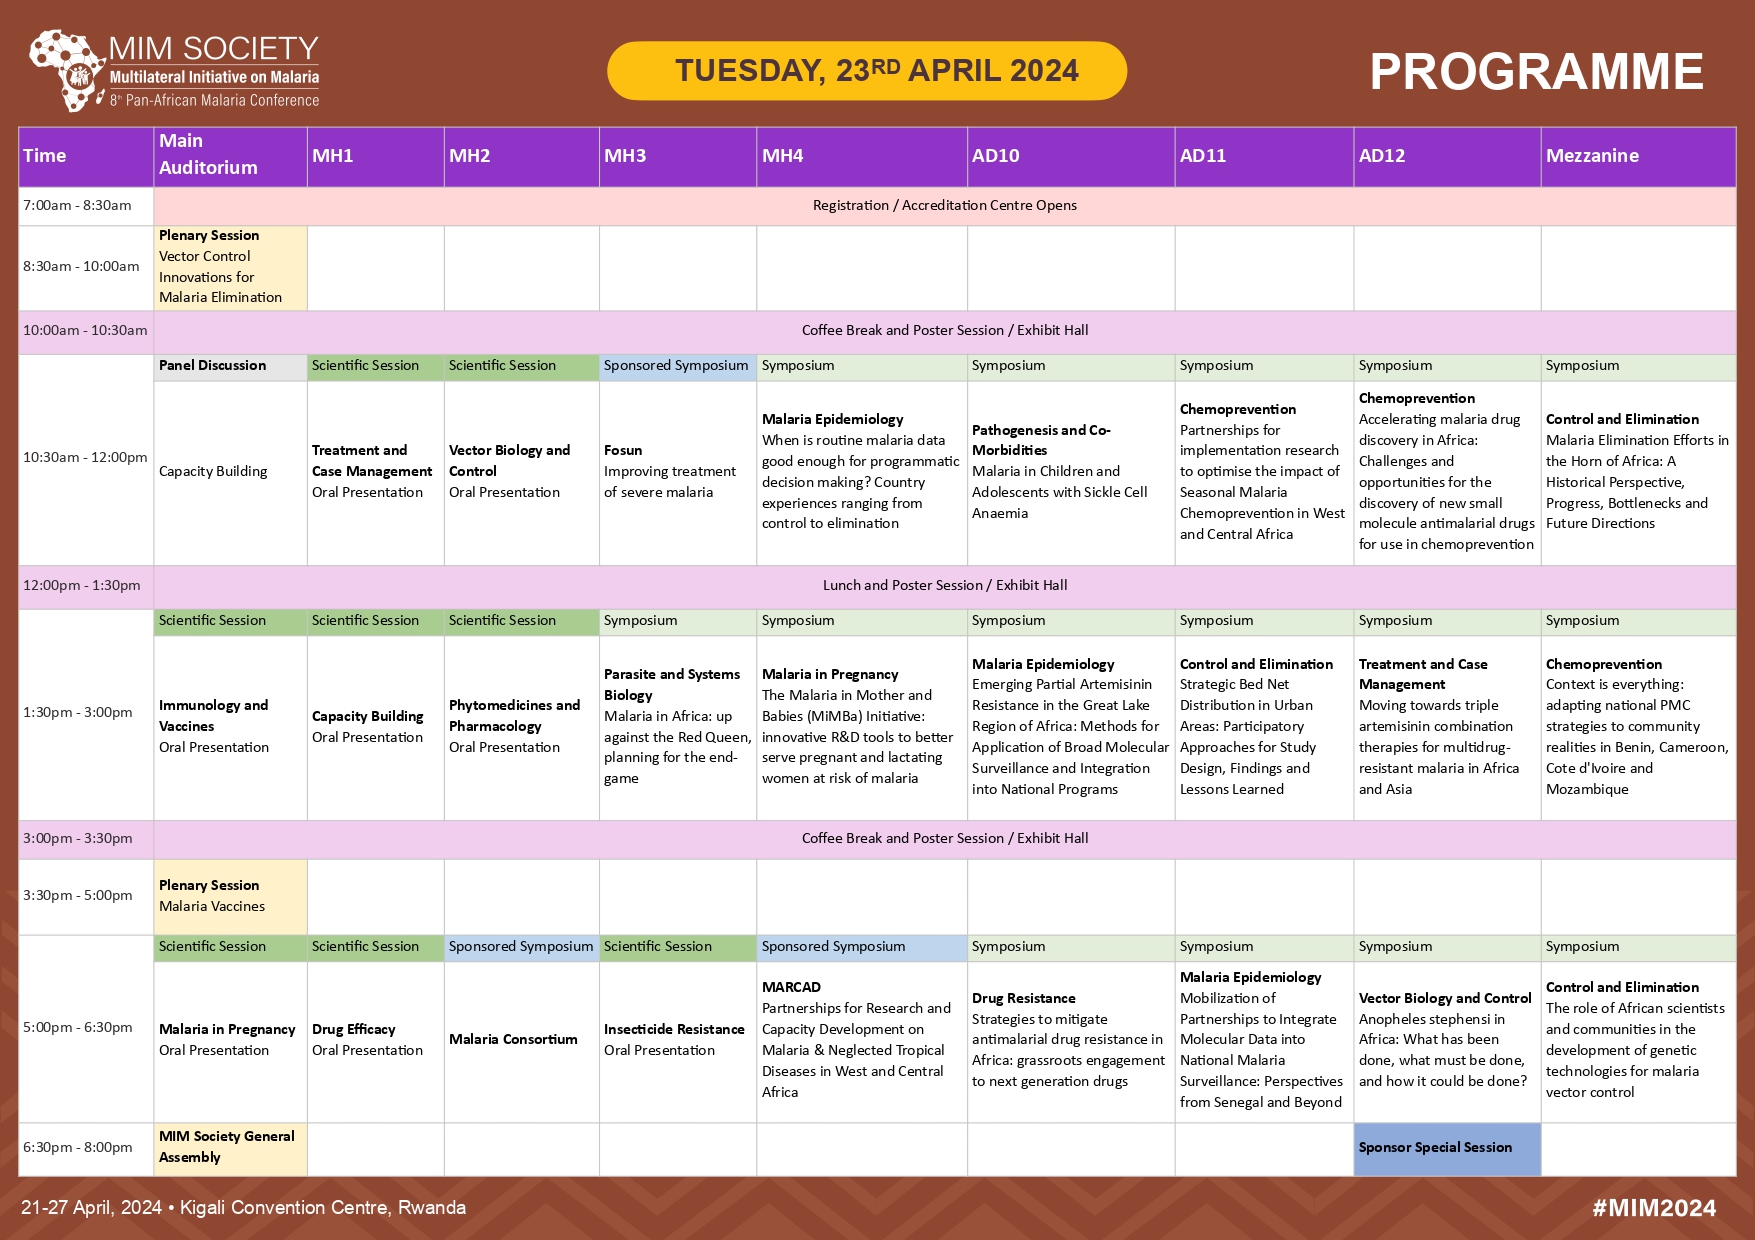 MIM SOCIETY
Multilateral Initiative on Malaria
8th Pan-African Malaria Conference
TUESDAY, 23RD APRIL 2024
PROGRAMME
Time
Main
Auditorium
MH1
MH2
MH3
MH4
AD10
AD11
AD12
Mezzanine
7:00am - 8:30am
Registration / Accreditation Centre Opens
8:30am - 10:00am
Plenary Session
Vector Control
Innovations for
Malaria Elimination
10:00am - 10:30am
Coffee Break and Poster Session / Exhibit Hall
10:30am - 12:00pm
Panel Discussion
Scientific Session
Scientific Session
Sponsored Symposium
Symposium
Symposium
Symposium
Symposium
Symposium
Capacity Building
Treatment and
Case Management
Oral Presentation
Vector Biology and
Control
Oral Presentation
Fosun
Improving treatment
of severe malaria
Malaria Epidemiology
When is routine malaria data
good enough for programmatic
decision making? Country
experiences ranging from
control to elimination
Pathogenesis and Co-
Morbidities
Malaria in Children and
Adolescents with Sickle Cell
Anaemia
Chemoprevention
Partnerships for
implementation research
to optimise the impact of
Seasonal Malaria
Chemoprevention in West
and Central Africa
Chemoprevention
Accelerating malaria drug
discovery in Africa:
Challenges and
opportunities for the
discovery of new small
molecule antimalarial drugs
for use in chemoprevention
Control and Elimination
Malaria Elimination Efforts in
the Horn of Africa: A
Historical Perspective,
Progress, Bottlenecks and
Future Directions
12:00pm - 1:30pm
Lunch and Poster Session / Exhibit Hall
1:30pm - 3:00pm
Scientific Session
Scientific Session
Scientific Session
Symposium
Symposium
Symposium
Symposium
Symposium
Symposium
Immunology and
Vaccines
Oral Presentation
Capacity Building
Oral Presentation
Phytomedicines and
Pharmacology
Oral Presentation
Parasite and Systems
Biology
Malaria in Africa: up
against the Red Queen,
planning for the end-
game
Malaria in Pregnancy
The Malaria in Mother and
Babies (MiMBa) Initiative:
innovative R&D tools to better
serve pregnant and lactating
women at risk of malaria
Malaria Epidemiology
Emerging Partial Artemisinin
Resistance in the Great Lake
Region of Africa: Methods for
Application of Broad Molecular
Surveillance and Integration
into National Programs
Control and Elimination
Strategic Bed Net
Distribution in Urban
Areas: Participatory
Approaches for Study
Design, Findings and
Lessons Learned
Treatment and Case
Management
Moving towards triple
artemisinin combination
therapies for multidrug-
resistant malaria in Africa
and Asia
Chemoprevention
Context is everything:
adapting national PMC
strategies to community
realities in Benin, Cameroon,
Cote d'Ivoire and
Mozambique
3:00pm - 3:30pm
Coffee Break and Poster Session / Exhibit Hall
3:30pm - 5:00pm
Plenary Session
Malaria Vaccines
5:00pm - 6:30pm
Scientific Session
Scientific Session
Sponsored Symposium
Scientific Session
Sponsored Symposium
Symposium
Symposium
Symposium
Symposium
Malaria in Pregnancy
Oral Presentation
Drug Efficacy
Oral Presentation
Malaria Consortium
Insecticide Resistance
Oral Presentation
MARCAD
Partnerships for Research and
Capacity Development on
Malaria & Neglected Tropical
Diseases in West and Central
Africa
Drug Resistance
Strategies to mitigate
antimalarial drug resistance in
Africa: grassroots engagement
to next generation drugs
Malaria Epidemiology
Mobilization of
Partnerships to Integrate
Molecular Data into
National Malaria
Surveillance: Perspectives
from Senegal and Beyond
Vector Biology and Control
Anopheles stephensi in
Africa: What has been
done, what must be done,
and how it could be done?
Control and Elimination
The role of African scientists
and communities in the
development of genetic
technologies for malaria
vector control
6:30pm - 8:00pm
MIM Society General
Assembly
Sponsor Special Session
21-27 April, 2024 • Kigali Convention Centre, Rwanda
#MIM2024